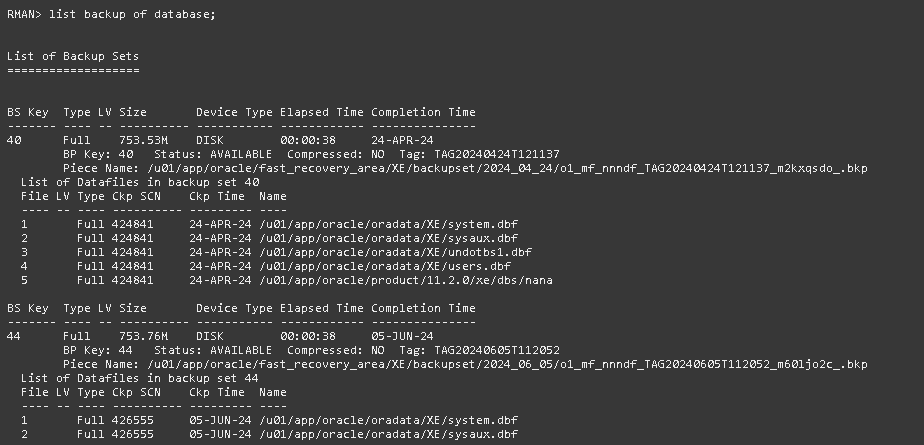 RMAN> list backup of database;
List of Backup Sets
===================
BS Key  Type LV Size       Device Type Elapsed Time Completion Time
------- ---- -- ---------- ----------- ------------ ---------------
40      Full    753.53M    DISK        00:00:38     24-APR-24
        BP Key: 40   Status: AVAILABLE  Compressed: NO  Tag: TAG20240424T121137
        Piece Name: /u01/app/oracle/fast_recovery_area/XE/backupset/2024_04_24/o1_mf_nnndf_TAG20240424T121137_m2kxqsdo_.bkp
  List of Datafiles in backup set 40
  File LV Type Ckp SCN    Ckp Time  Name
  ---- -- ---- ---------- --------- ----
  1       Full 424841     24-APR-24 /u01/app/oracle/oradata/XE/system.dbf
  2       Full 424841     24-APR-24 /u01/app/oracle/oradata/XE/sysaux.dbf
  3       Full 424841     24-APR-24 /u01/app/oracle/oradata/XE/undotbs1.dbf
  4       Full 424841     24-APR-24 /u01/app/oracle/oradata/XE/users.dbf
  5       Full 424841     24-APR-24 /u01/app/oracle/product/11.2.0/xe/dbs/nana
BS Key  Type LV Size       Device Type Elapsed Time Completion Time
------- ---- -- ---------- ----------- ------------ ---------------
44      Full    753.76M    DISK        00:00:38     05-JUN-24
        BP Key: 44   Status: AVAILABLE  Compressed: NO  Tag: TAG20240605T112052
        Piece Name: /u01/app/oracle/fast_recovery_area/XE/backupset/2024_06_05/o1_mf_nnndf_TAG20240605T112052_m60ljo2c_.bkp
  List of Datafiles in backup set 44
  File LV Type Ckp SCN    Ckp Time  Name
  ---- -- ---- ---------- --------- ----
  1       Full 426555     05-JUN-24 /u01/app/oracle/oradata/XE/system.dbf
  2       Full 426555     05-JUN-24 /u01/app/oracle/oradata/XE/sysaux.dbf